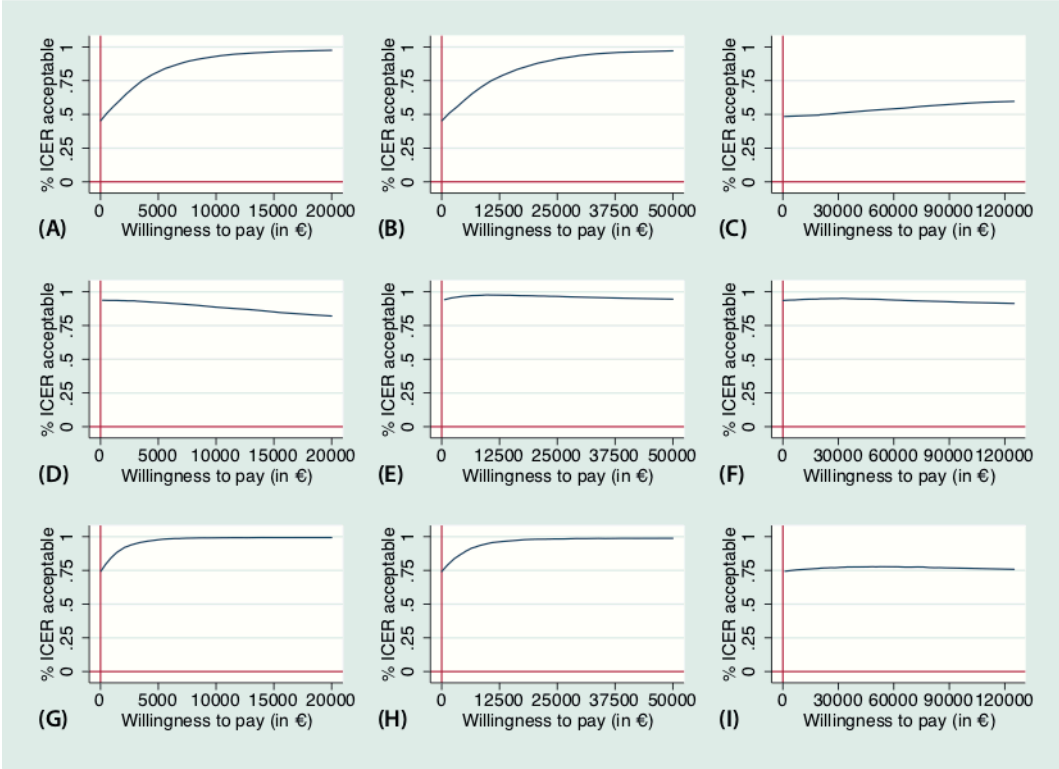 % ICER acceptable
0 .25 .5 .75 1
0 5000 10000 15000 20000
(A) Willingness to pay (in €)
% ICER acceptable
0 .25 .5 .75 1
0 12500 25000 37500 50000
(B) Willingness to pay (in €)
% ICER acceptable
0 .25 .5 .75 1
0 30000 60000 90000 120000
(C) Willingness to pay (in €)
% ICER acceptable
0 .25 .5 .75 1
0 5000 10000 15000 20000
(D) Willingness to pay (in €)
% ICER acceptable
0 .25 .5 .75 1
0 12500 25000 37500 50000
(E) Willingness to pay (in €)
% ICER acceptable
0 .25 .5 .75 1
0 30000 60000 90000 120000
(F) Willingness to pay (in €)
% ICER acceptable
0 .25 .5 .75 1
0 5000 10000 15000 20000
(G) Willingness to pay (in €)
% ICER acceptable
0 .25 .5 .75 1
0 12500 25000 37500 50000
(H) Willingness to pay (in €)
% ICER acceptable
0 .25 .5 .75 1
0 30000 60000 90000 120000
(I) Willingness to pay (in €)